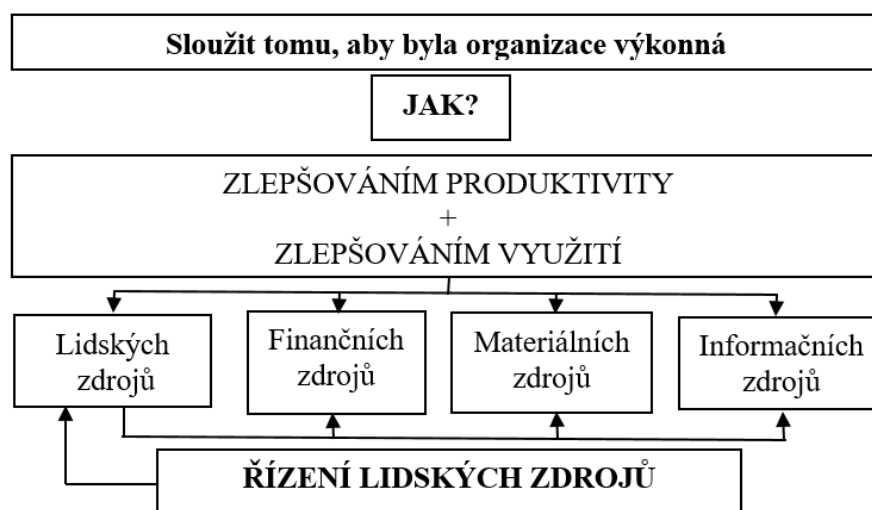 Sloužit tomu, aby byla organizace výkonná
JAK?
ZLEPŠOVÁNÍM PRODUKTIVITY
+
ZLEPŠOVÁNÍM VYUŽITÍ
Lidských
zdrojů
Finančních
zdrojů
Materiálních
zdrojů
Informačních
zdrojů
ŘÍZENÍ LIDSKÝCH ZDROJŮ